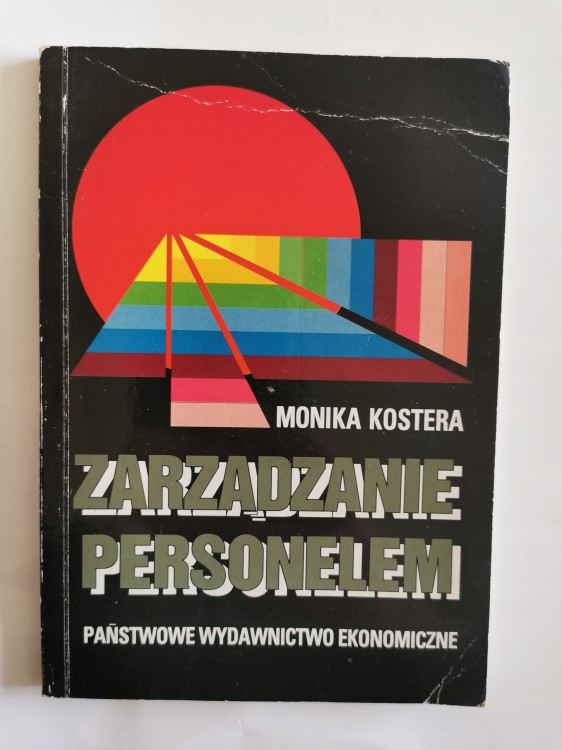 MONIKA KOSTERA
ZARZĄDZANIE
PERSONELEM
PAŃSTWOWE WYDAWNICTWO EKONOMICZNE